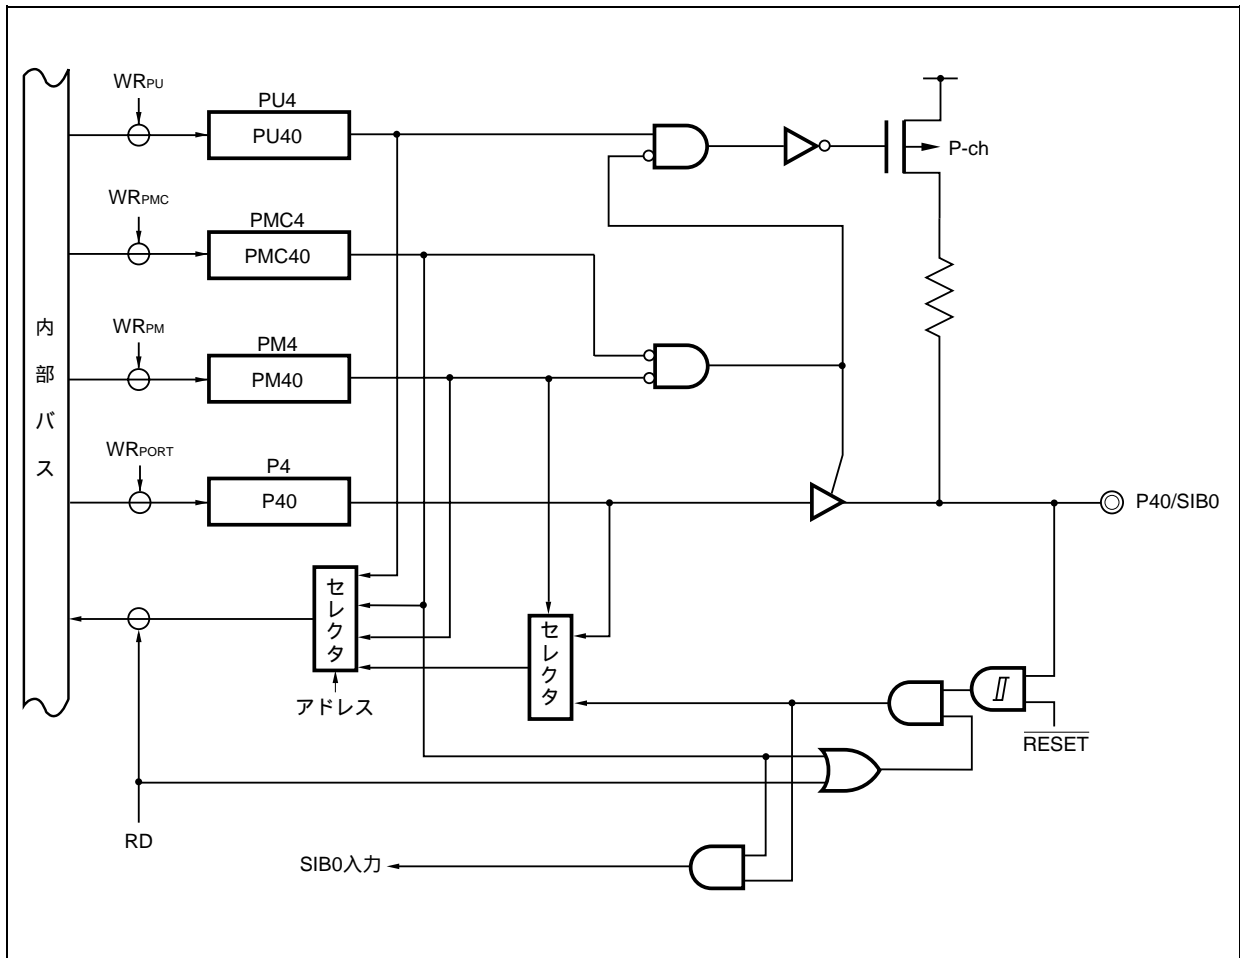 WRPU
PU4
PU40
P-ch
WRPMC
PMC4
PMC40
WRPM
PM4
PM40
内部バス
WRPORT
P4
P40
P40/SIB0
セレクタ
セレクタ
アドレス
RESET
RD
SIB0入力